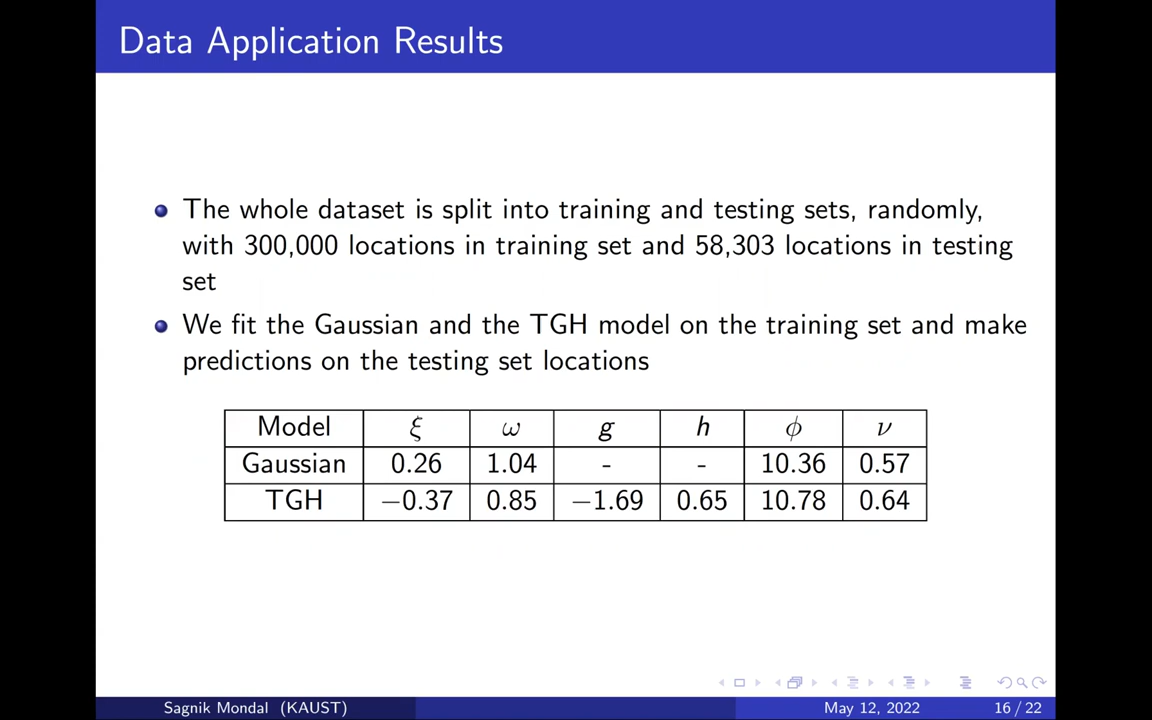 Data Application Results
The whole dataset is split into training and testing sets, randomly,
with 300,000 locations in training set and 58,303 locations in testing
set
We fit the Gaussian and the TGH model on the training set and make
predictions on the testing set locations
Model ξ ω g h ϕ ν
Gaussian 0.26 1.04 - - 10.36 0.57
TGH −0.37 0.85 −1.69 0.65 10.78 0.64
Sagnik Mondal (KAUST) May 12, 2022 16 / 22